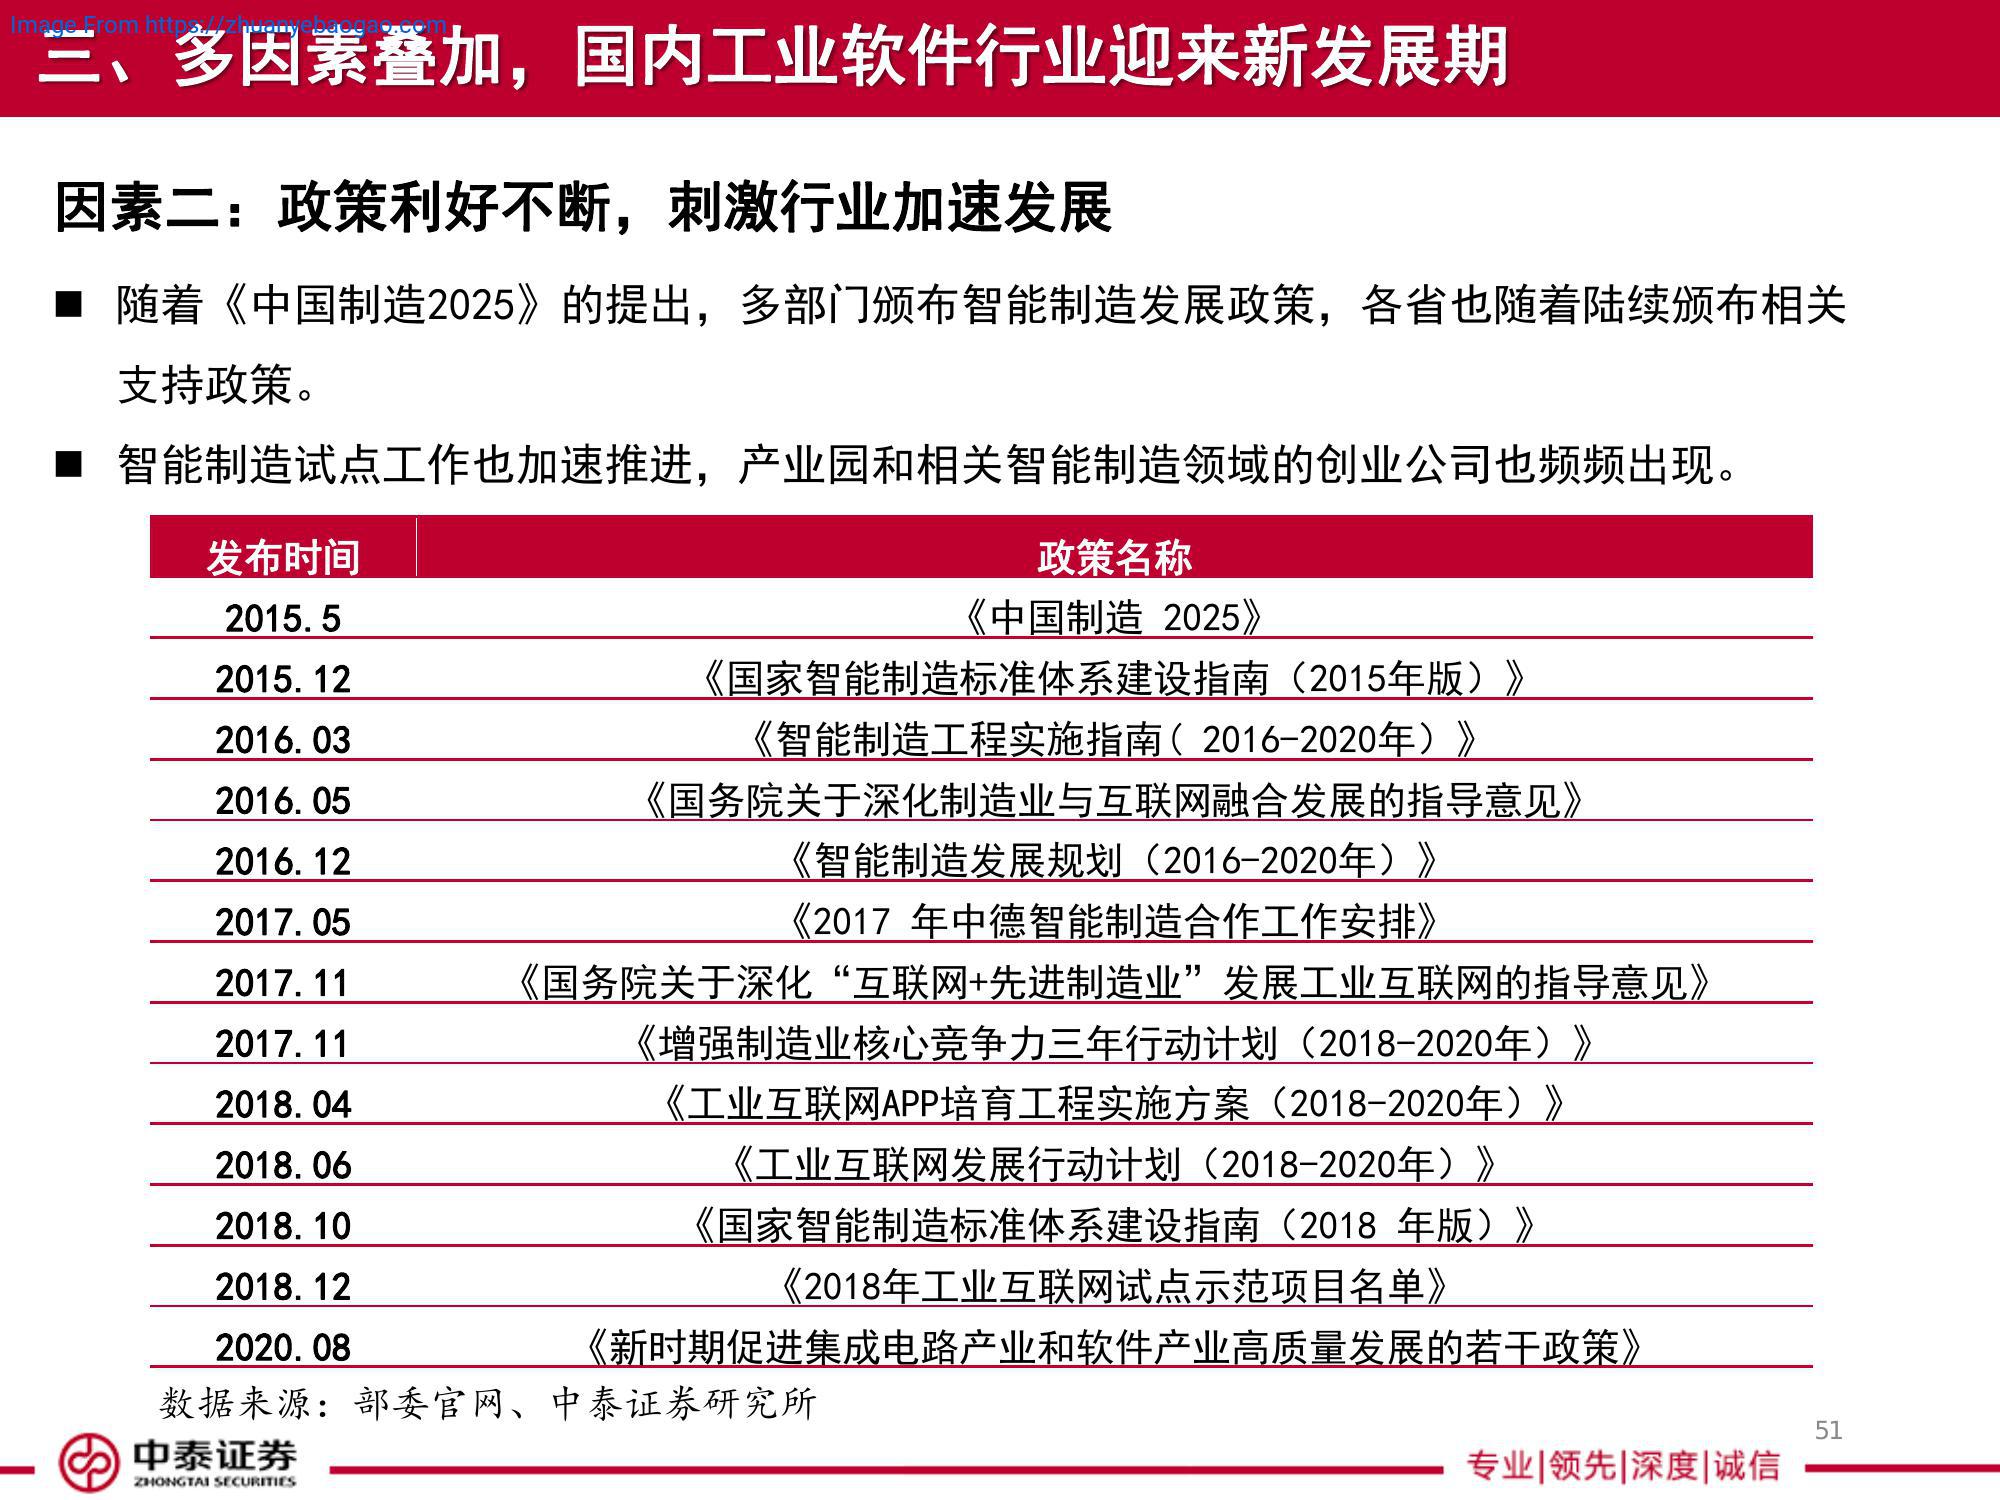 Image From https://zhuanyebaogao.com
三、多因素叠加，国内工业软件行业迎来新发展期
因素二：政策利好不断，刺激行业加速发展
■ 随着《中国制造2025》的提出，多部门颁布智能制造发展政策，各省也随着陆续颁布相关
支持政策。
■ 智能制造试点工作也加速推进，产业园和相关智能制造领域的创业公司也频频出现。
发布时间 政策名称
2015.5 《中国制造 2025》
2015.12 《国家智能制造标准体系建设指南（2015年版）》
2016.03 《智能制造工程实施指南( 2016-2020年）》
2016.05 《国务院关于深化制造业与互联网融合发展的指导意见》
2016.12 《智能制造发展规划（2016-2020年）》
2017.05 《2017 年中德智能制造合作工作安排》
2017.11 《国务院关于深化“互联网+先进制造业”发展工业互联网的指导意见》
2017.11 《增强制造业核心竞争力三年行动计划（2018-2020年）》
2018.04 《工业互联网APP培育工程实施方案（2018-2020年）》
2018.06 《工业互联网发展行动计划（2018-2020年）》
2018.10 《国家智能制造标准体系建设指南（2018 年版）》
2018.12 《2018年工业互联网试点示范项目名单》
2020.08 《新时期促进集成电路产业和软件产业高质量发展的若干政策》
数据来源：部委官网、中泰证券研究所
51
中泰证券
ZHONGTAI SECURITIES
专业|领先|深度|诚信